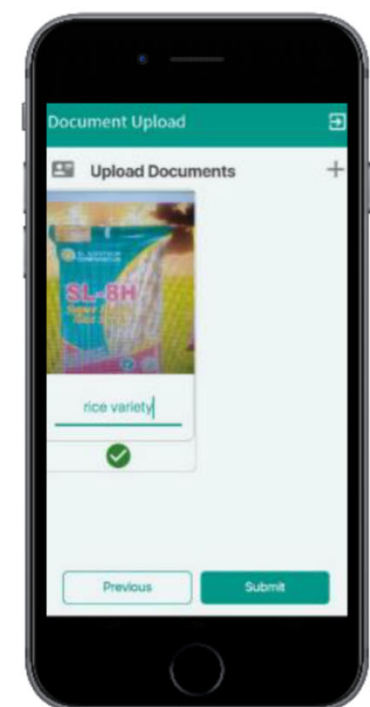 Document Upload
Upload Documents
SL-8H
rice variety
Previous
Submit